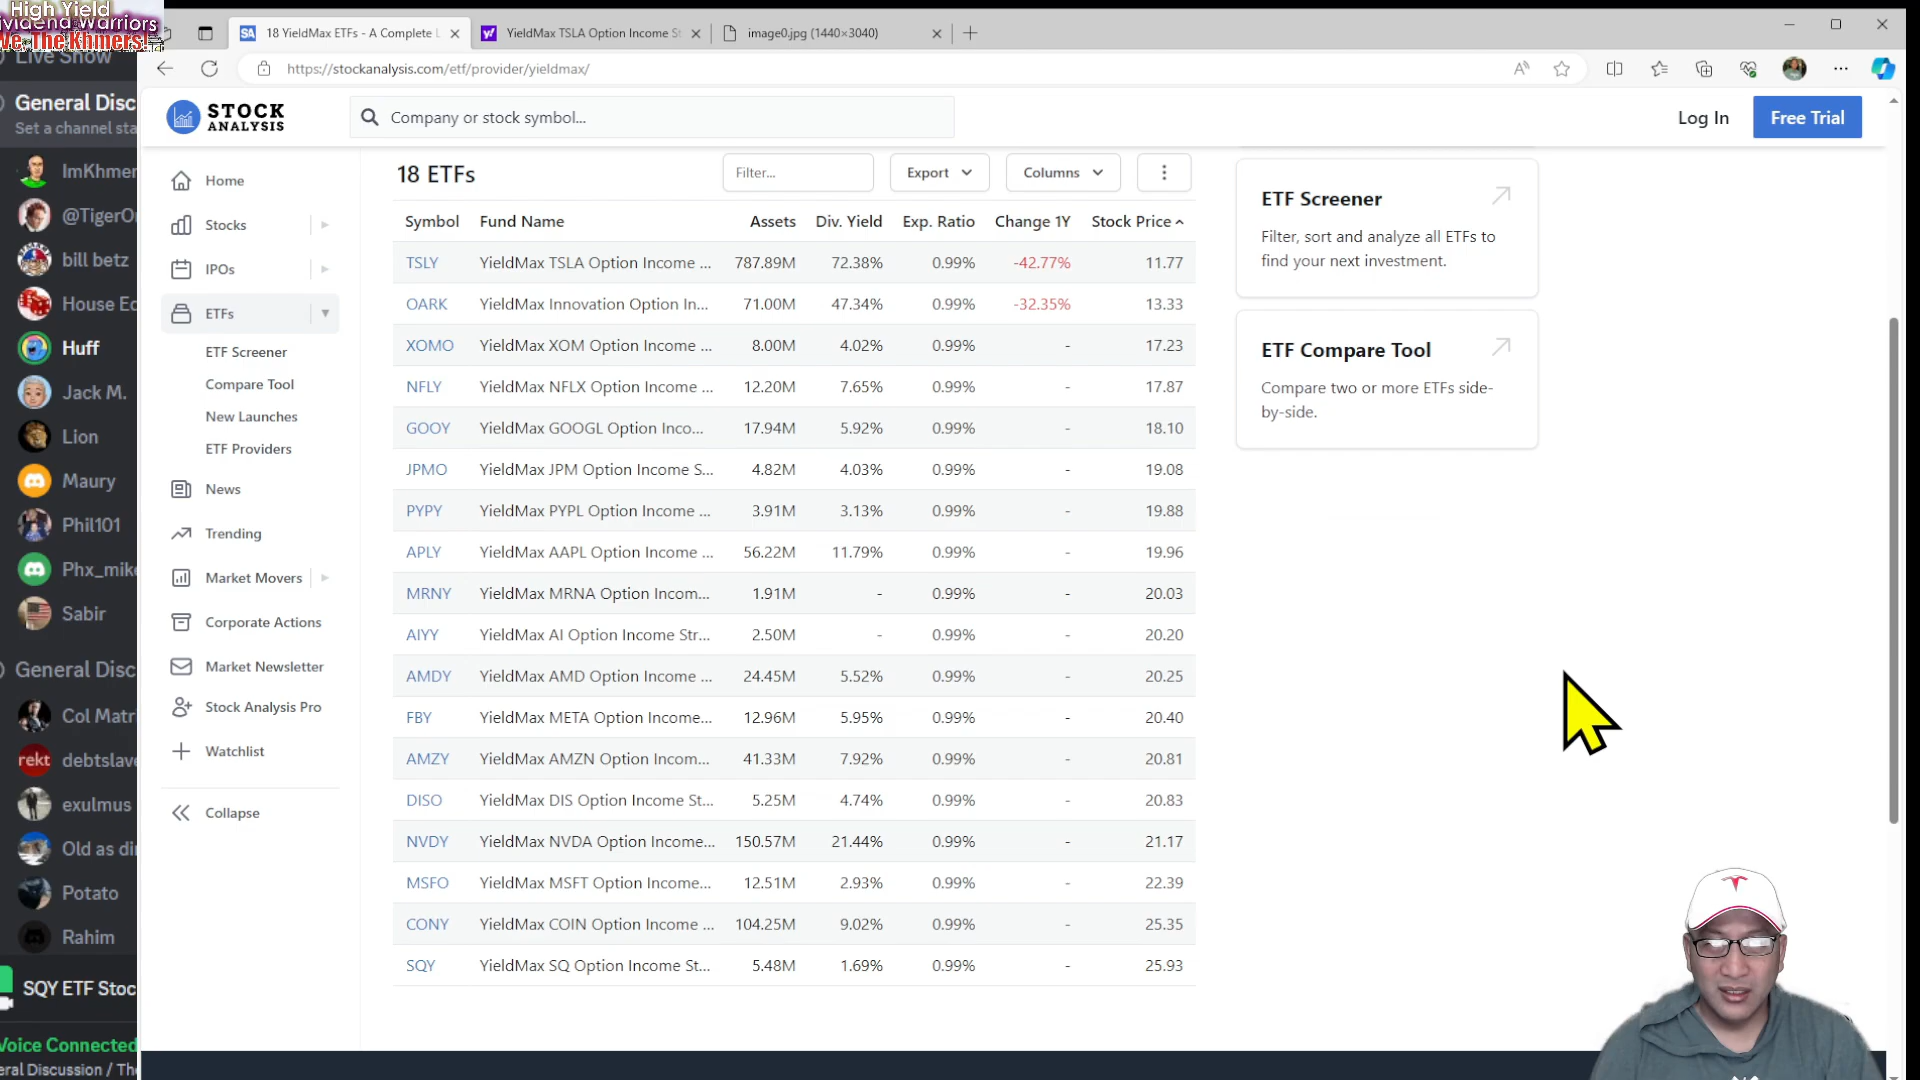 High Yield
ividend Warriors
We, The Khmers!
Live Show
General Disc
Set a channel sta
ImKhmer
@TigerOr
bill betz
House Ed
Huff
Jack M.
Lion
Maury
Phil101
Phx_mike
Sabir
General Disc
Col Matri
rekt
debtslave
exulmus
Old as dir
Potato
Rahim
SQY ETF Stoc
Voice Connected
eral Discussion / The
SA 18 YieldMax ETFs - A Complete L
y! YieldMax TSLA Option Income St
image0.jpg (1440×3040)
https://stockanalysis.com/etf/provider/yieldmax/
STOCK
ANALYSIS
Company or stock symbol...
Log In
Free Trial
Home
Stocks
IPOs
ETFs
ETF Screener
Compare Tool
New Launches
ETF Providers
News
Trending
Market Movers
Corporate Actions
Market Newsletter
Stock Analysis Pro
Watchlist
Collapse
18 ETFs
Filter...
Export
Columns
Symbol Fund Name Assets Div. Yield Exp. Ratio Change 1Y Stock Price
TSLY YieldMax TSLA Option Income ... 787.89M 72.38% 0.99% -42.77% 11.77
OARK YieldMax Innovation Option In... 71.00M 47.34% 0.99% -32.35% 13.33
XOMO YieldMax XOM Option Income ... 8.00M 4.02% 0.99% - 17.23
NFLY YieldMax NFLX Option Income ... 12.20M 7.65% 0.99% - 17.87
GOOY YieldMax GOOGL Option Inco... 17.94M 5.92% 0.99% - 18.10
JPMO YieldMax JPM Option Income S... 4.82M 4.03% 0.99% - 19.08
PYPY YieldMax PYPL Option Income ... 3.91M 3.13% 0.99% - 19.88
APLY YieldMax AAPL Option Income ... 56.22M 11.79% 0.99% - 19.96
MRNY YieldMax MRNA Option Incom... 1.91M - 0.99% - 20.03
AIYY YieldMax AI Option Income Str... 2.50M - 0.99% - 20.20
AMDY YieldMax AMD Option Income ... 24.45M 5.52% 0.99% - 20.25
FBY YieldMax META Option Income... 12.96M 5.95% 0.99% - 20.40
AMZY YieldMax AMZN Option Incom... 41.33M 7.92% 0.99% - 20.81
DISO YieldMax DIS Option Income St... 5.25M 4.74% 0.99% - 20.83
NVDY YieldMax NVDA Option Income... 150.57M 21.44% 0.99% - 21.17
MSFO YieldMax MSFT Option Income... 12.51M 2.93% 0.99% - 22.39
CONY YieldMax COIN Option Income ... 104.25M 9.02% 0.99% - 25.35
SQY YieldMax SQ Option Income St... 5.48M 1.69% 0.99% - 25.93
ETF Screener
Filter, sort and analyze all ETFs to
find your next investment.
ETF Compare Tool
Compare two or more ETFs side-
by-side.